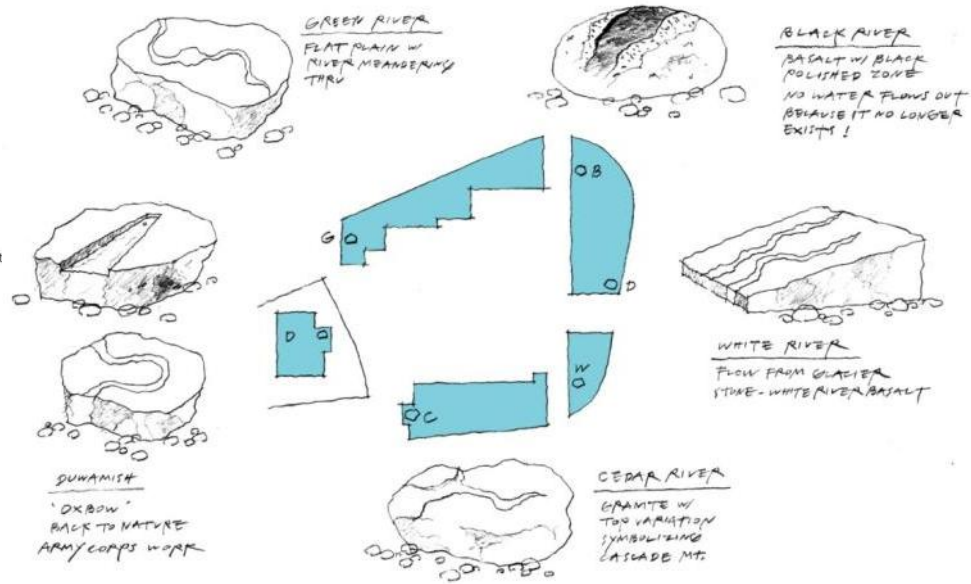 GREEN RIVER
FLAT PLAIN W/
RIVER MEANDERING
THRU
BLACK RIVER
BASALT W/ BLACK
POLISHED ZONE
NO WATER FLOWS OUT
BECAUSE IT NO LONGER
EXISTS!
B
G
D
D
W
C
WHITE RIVER
FLOW FROM GLACIER
STONE-WHITE RIVER BASALT
DUWAMISH
'OXBOW'
BACK TO NATURE
ARMY CORPS WORK
CEDAR RIVER
GRANITE W/
TOP VARIATION
SYMBOLIZING
CASCADE MT.